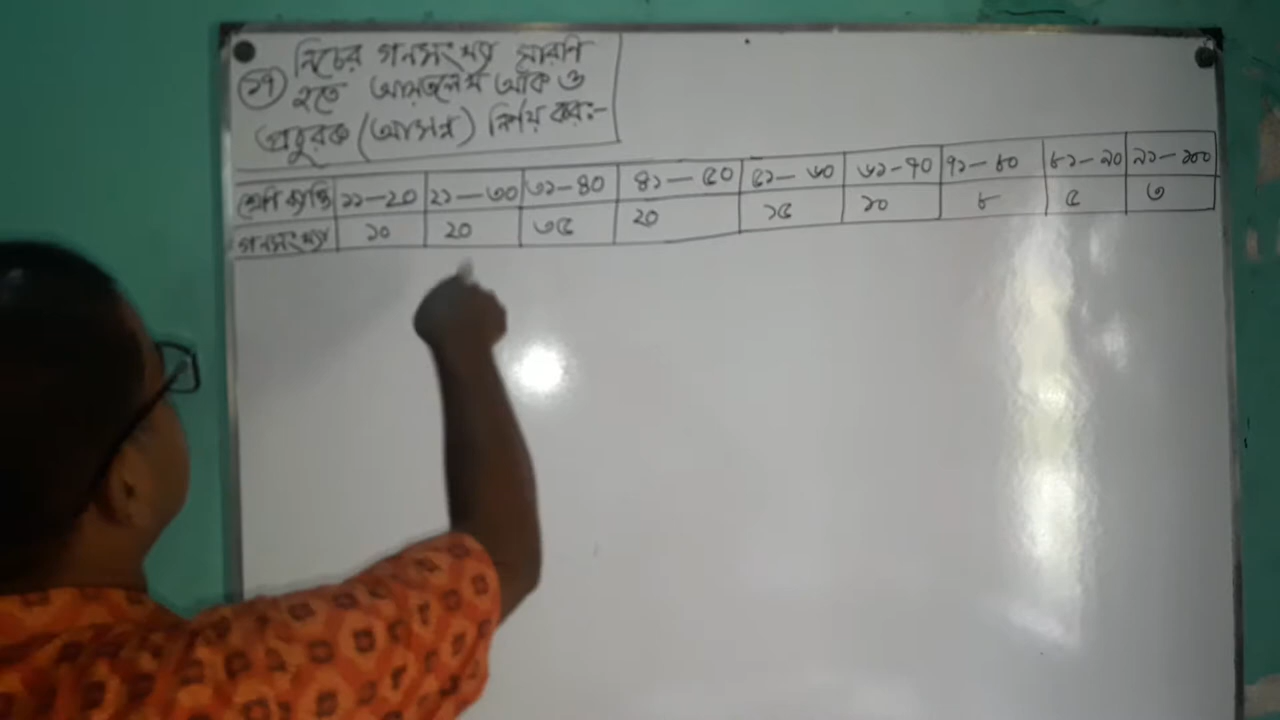 নিচের গনসংখ্যা সারণি
১৭ হতে আয়তলেখ আঁক ও
প্রচুরক (আসন্ন) নির্ণয় কর:-
শ্রেণি ব্যাপ্তি ১১-২০ ২১-৩০ ৩১-৪০ ৪১-৫০ ৫১-৬০ ৬১-৭০ ৭১-৮০ ৮১-৯০ ৯১-১০০
গনসংখ্যা ১০ ২০ ৩৫ ২০ ১৫ ১০ ৮ ৫ ৩